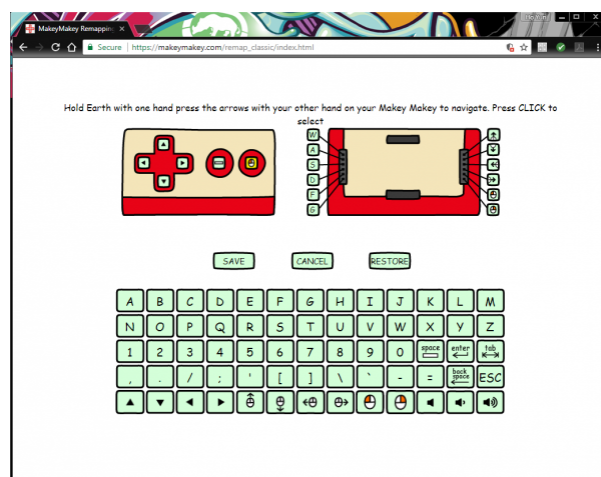 MakeyMakey Remapping
Secure
https://makeymakey.com/remap_classic/index.html
Hold Earth with one hand press the arrows with your other hand on your Makey Makey to navigate. Press CLICK to
select
W
A
S
D
F
G
SAVE CANCEL RESTORE
A B C D E F G H I J K L M
N O P Q R S T U V W X Y Z
1 2 3 4 5 6 7 8 9 0 space enter tab
, . / ; ' [ ] \ ` - = back space ESC